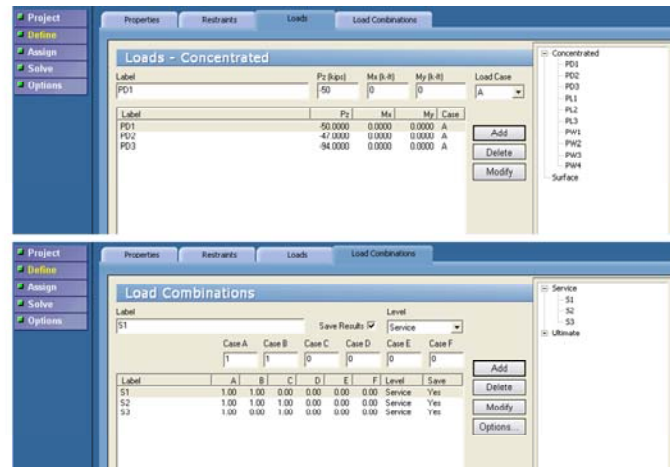 Project
Define
Assign
Solve
Options
Properties Restraints Loads Load Combinations
Loads - Concentrated
Label Pz (kips) Mx (k-ft) My (k-ft) Load Case
PD1 -50 0 0 A
Label Pz Mx My Case
PD1 -50.0000 0.0000 0.0000 A
PD2 -47.0000 0.0000 0.0000 A
PD3 -94.0000 0.0000 0.0000 A
Add
Delete
Modify
Concentrated
PD1
PD2
PD3
PL1
PL2
PL3
PW1
PW2
PW3
PW4
Surface
Project
Define
Assign
Solve
Options
Properties Restraints Loads Load Combinations
Load Combinations
Label Level
S1 Save Results Service
Case A Case B Case C Case D Case E Case F
1 1 0 0 0 0
Label A B C D E F Level Save
S1 1.00 1.00 0.00 0.00 0.00 0.00 Service Yes
S2 1.00 1.00 1.00 0.00 0.00 0.00 Service Yes
S3 1.00 0.00 1.00 0.00 0.00 0.00 Service Yes
Add
Delete
Modify
Options...
Service
S1
S2
S3
Ultimate